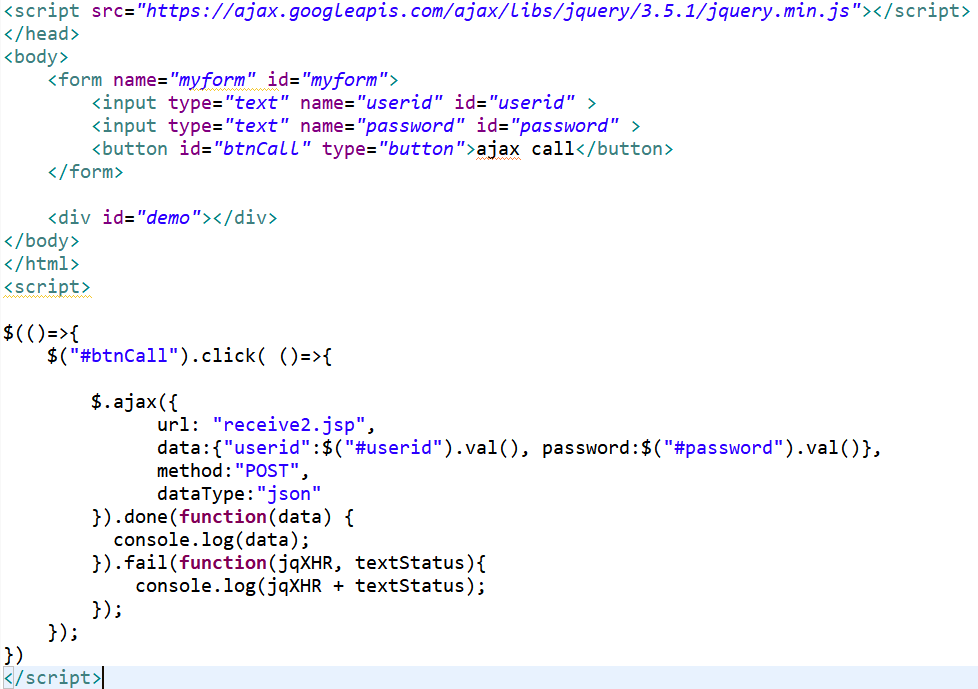 <script src="https://ajax.googleapis.com/ajax/libs/jquery/3.5.1/jquery.min.js"></script>
</head>
<body>
    <form name="myform" id="myform">
        <input type="text" name="userid" id="userid" >
        <input type="text" name="password" id="password" >
        <button id="btnCall" type="button">ajax call</button>
    </form>

    <div id="demo"></div>
</body>
</html>
<script>

$(()=>{
    $("#btnCall").click( ()=>{

        $.ajax({
              url: "receive2.jsp",
              data:{"userid":$("#userid").val(), password:$("#password").val()},
              method:"POST",
              dataType:"json"
        }).done(function(data) {
          console.log(data);
        }).fail(function(jqXHR, textStatus){
            console.log(jqXHR + textStatus);
        });
    });
})
</script>